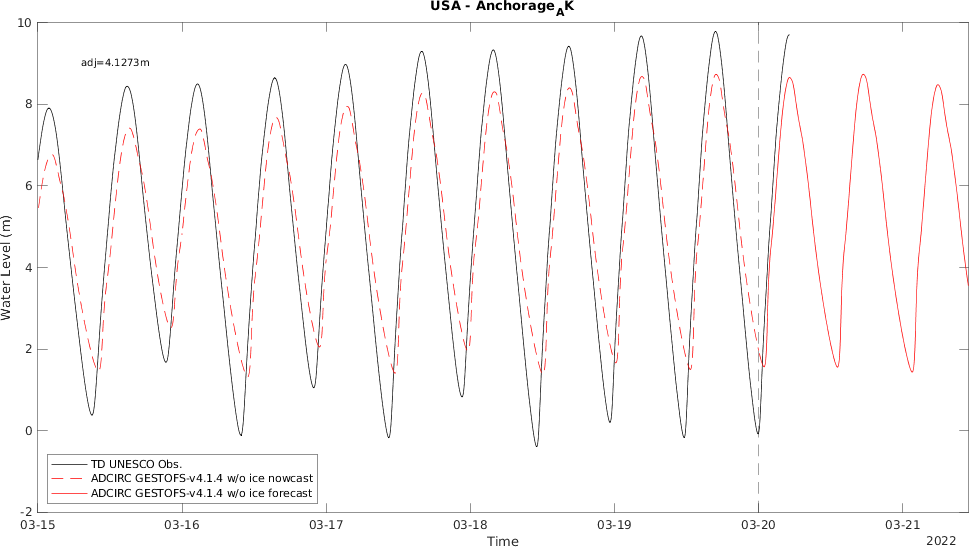 USA - Anchorage_AK
10
adj=4.1273m
8
6
4
2
0
-2
Water Level (m)
TD UNESCO Obs.
ADCIRC GESTOFS-v4.1.4 w/o ice nowcast
ADCIRC GESTOFS-v4.1.4 w/o ice forecast
03-15 03-16 03-17 03-18 03-19 03-20 03-21
Time
2022